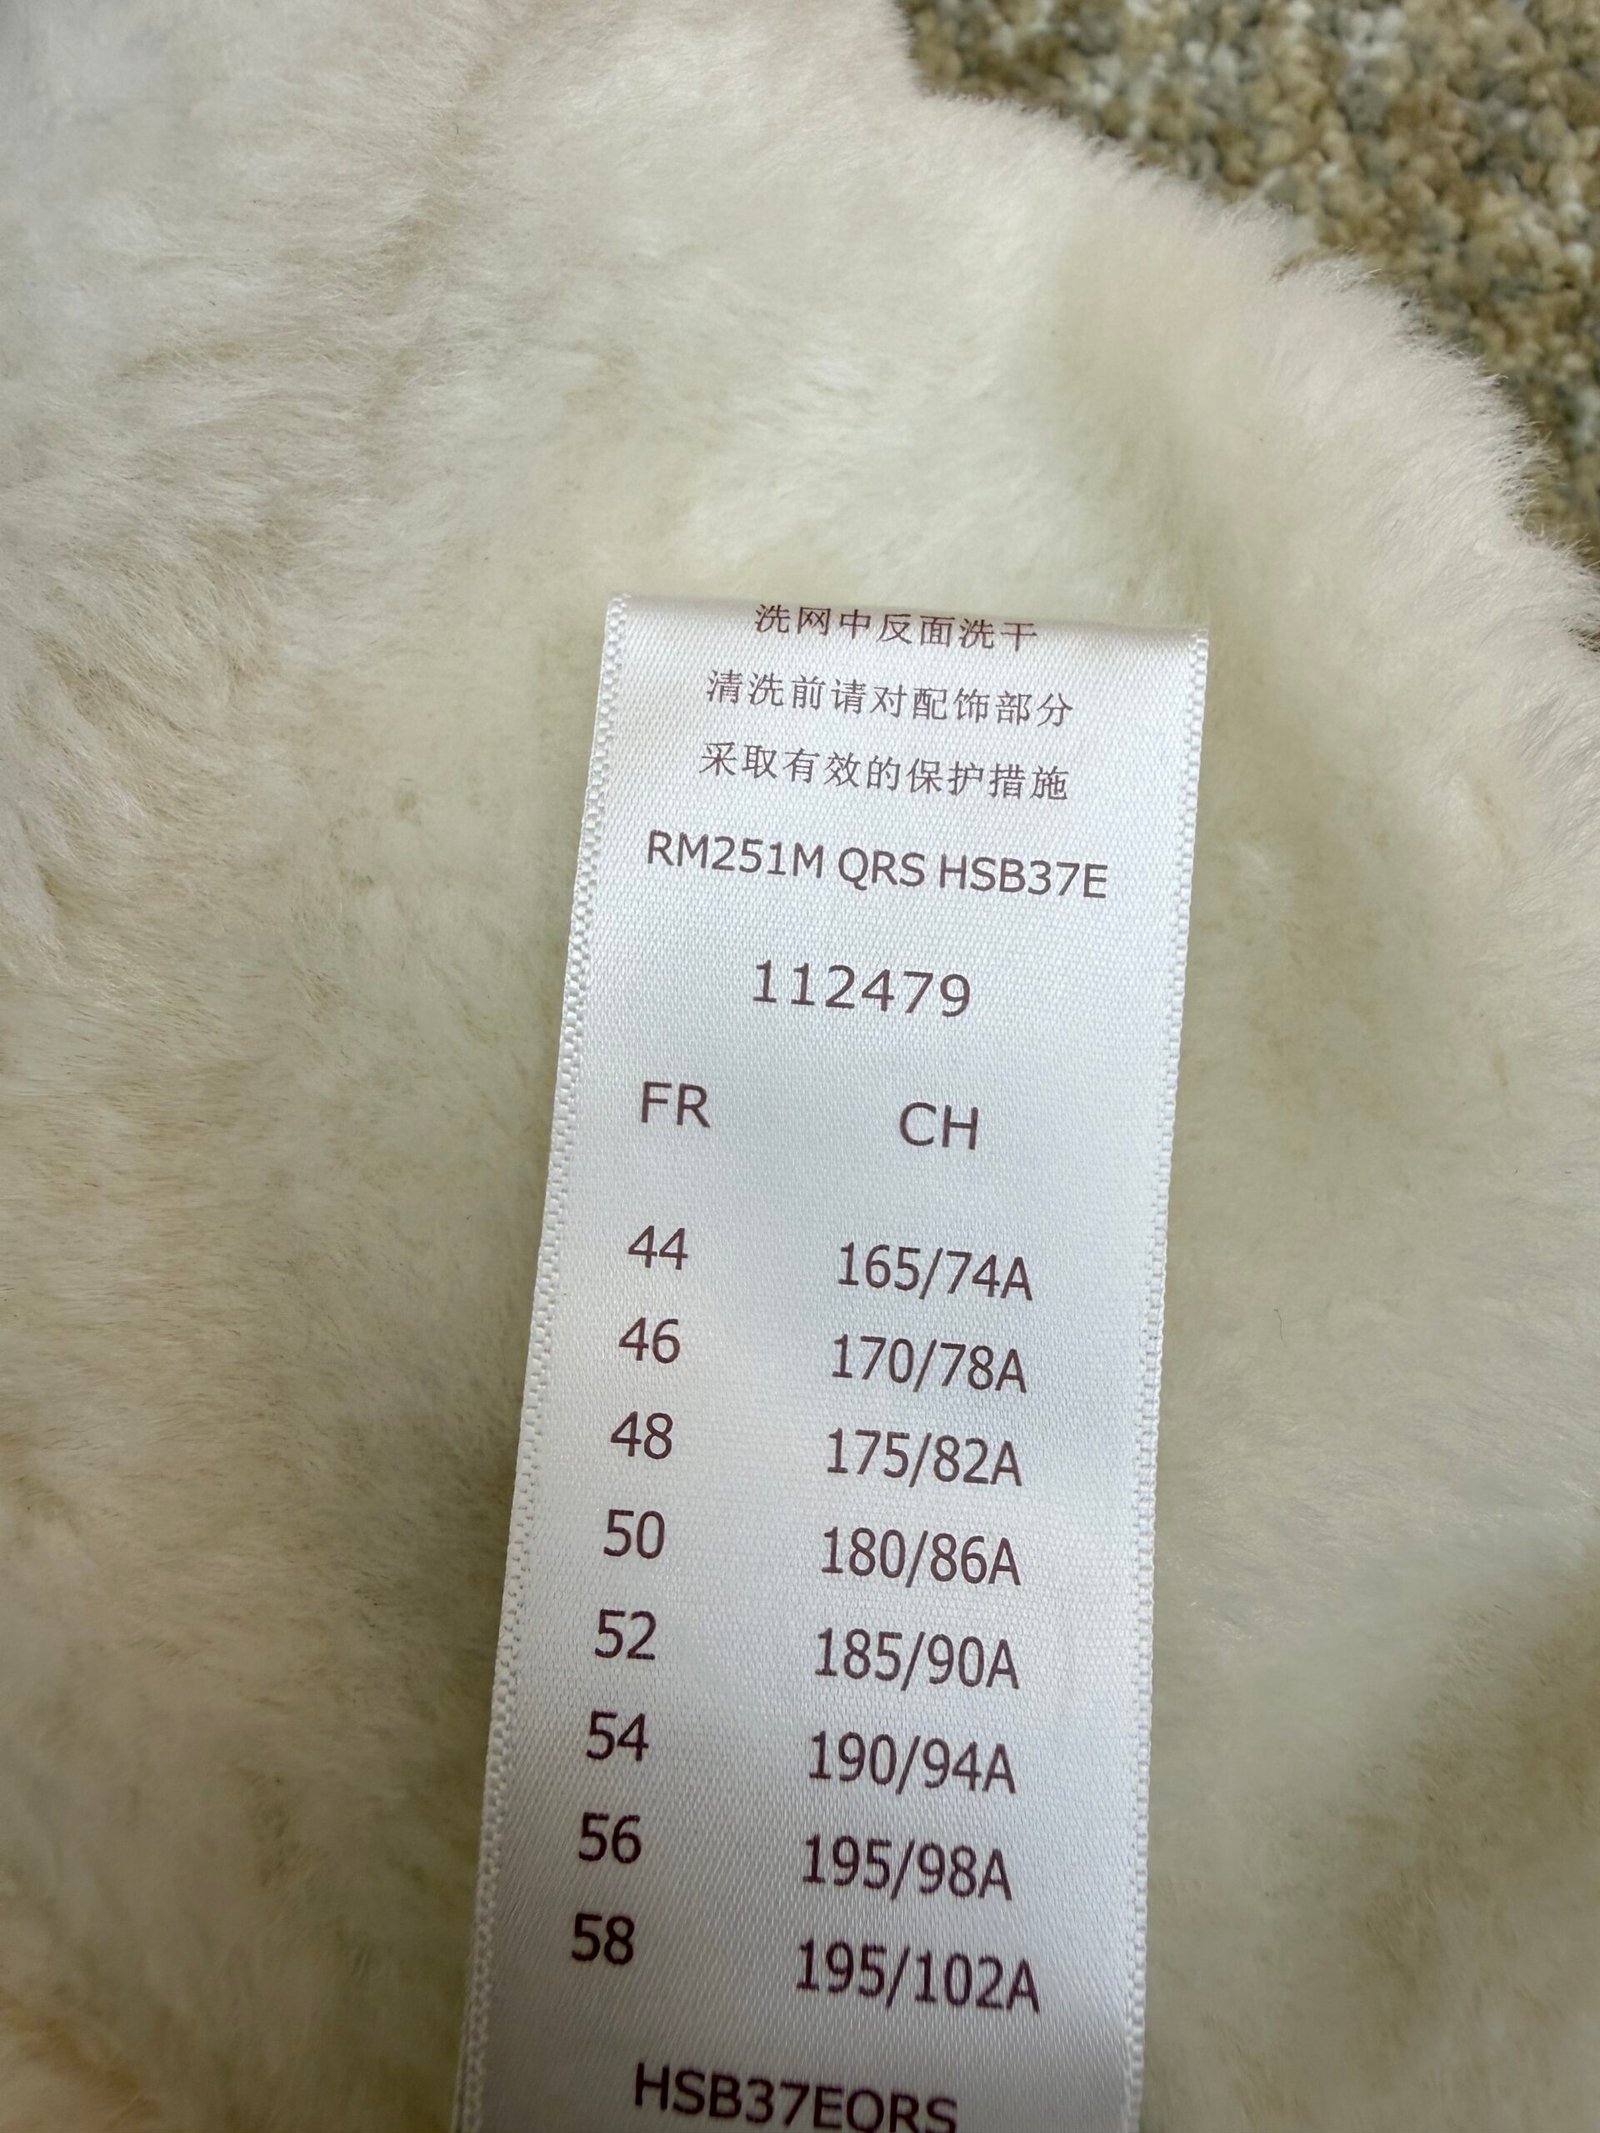 洗网中反面洗干
清洗前请对配饰部分
采取有效的保护措施
RM251M QRS HSB37E
112479
FR CH
44 165/74A
46 170/78A
48 175/82A
50 180/86A
52 185/90A
54 190/94A
56 195/98A
58 195/102A
HSB37EQRS